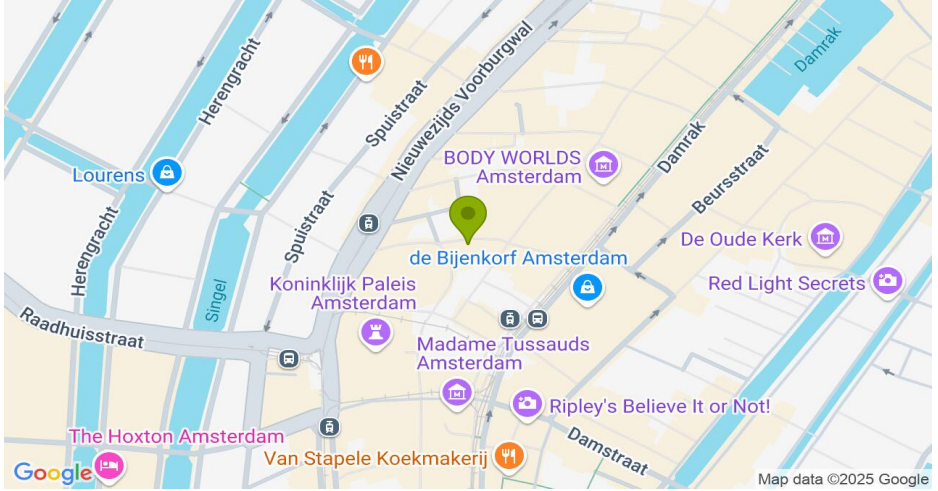 Herengracht
Spuistraat
Nieuwezijds Voorburgwal
Damrak
BODY WORLDS
Amsterdam
Damrak
Beursstraat
Lourens
Herengracht
Spuistraat
Singel
de Bijenkorf Amsterdam
De Oude Kerk
Red Light Secrets
Koninklijk Paleis
Amsterdam
Raadhuisstraat
Madame Tussauds
Amsterdam
Ripley's Believe It or Not!
Damstraat
The Hoxton Amsterdam
Van Stapele Koekmakerij
Google
Map data ©2025 Google